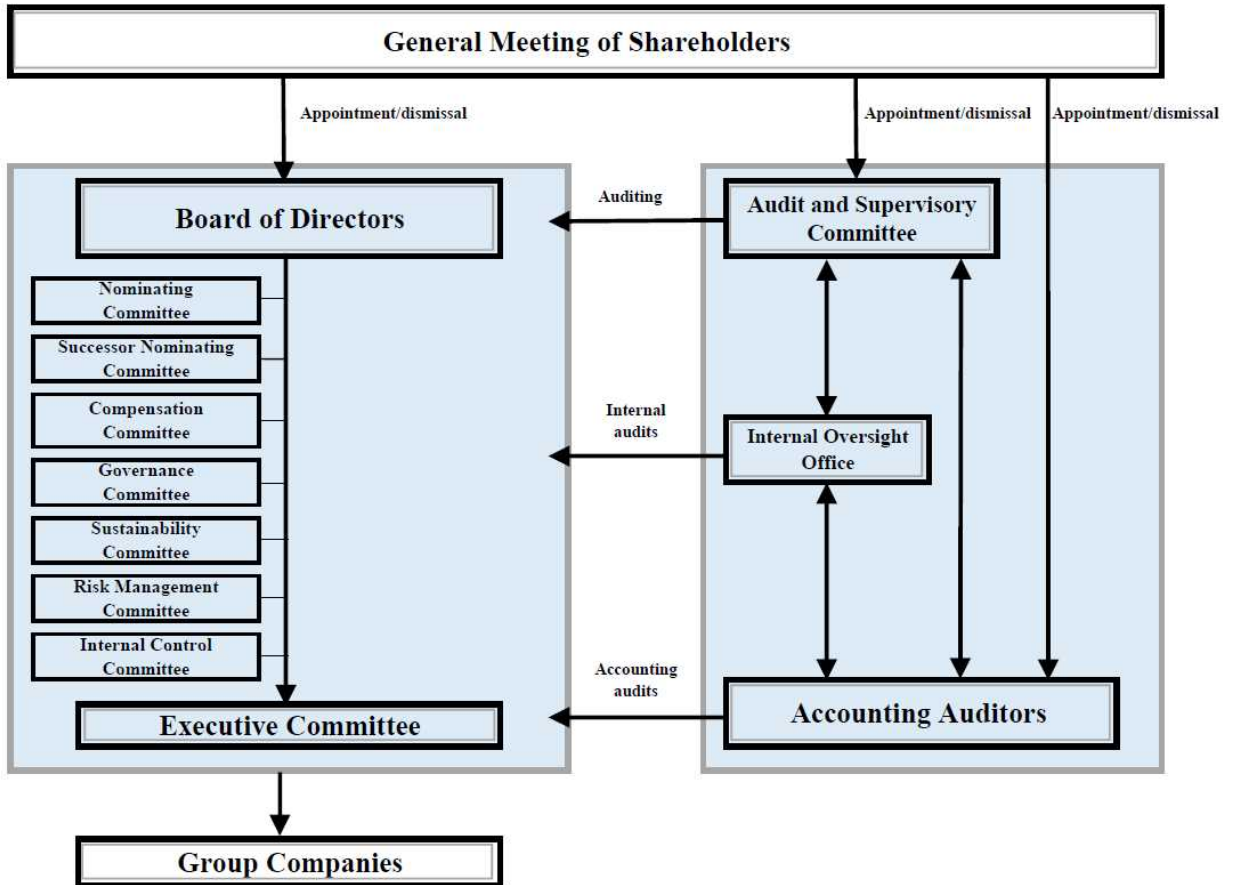 General Meeting of Shareholders
Appointment/dismissal
Appointment/dismissal
Appointment/dismissal
Board of Directors
Auditing
Audit and Supervisory
Committee
Nominating
Committee
Successor Nominating
Committee
Compensation
Committee
Internal
audits
Internal Oversight
Office
Governance
Committee
Sustainability
Committee
Risk Management
Committee
Internal Control
Committee
Accounting
audits
Executive Committee
Accounting Auditors
Group Companies